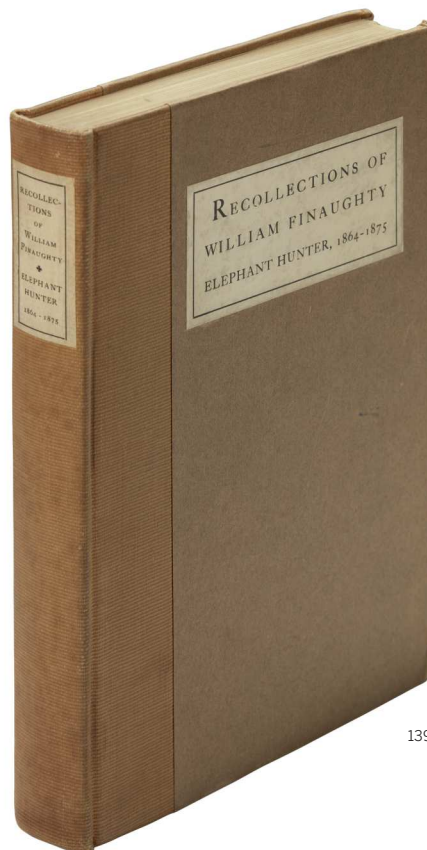 RECOLLEC-
TIONS
OF
WILLIAM
FINAUGHTY
ELEPHANT
HUNTER
1864-1875
RECOLLECTIONS OF
WILLIAM FINAUGHTY
ELEPHANT HUNTER, 1864-1875
139